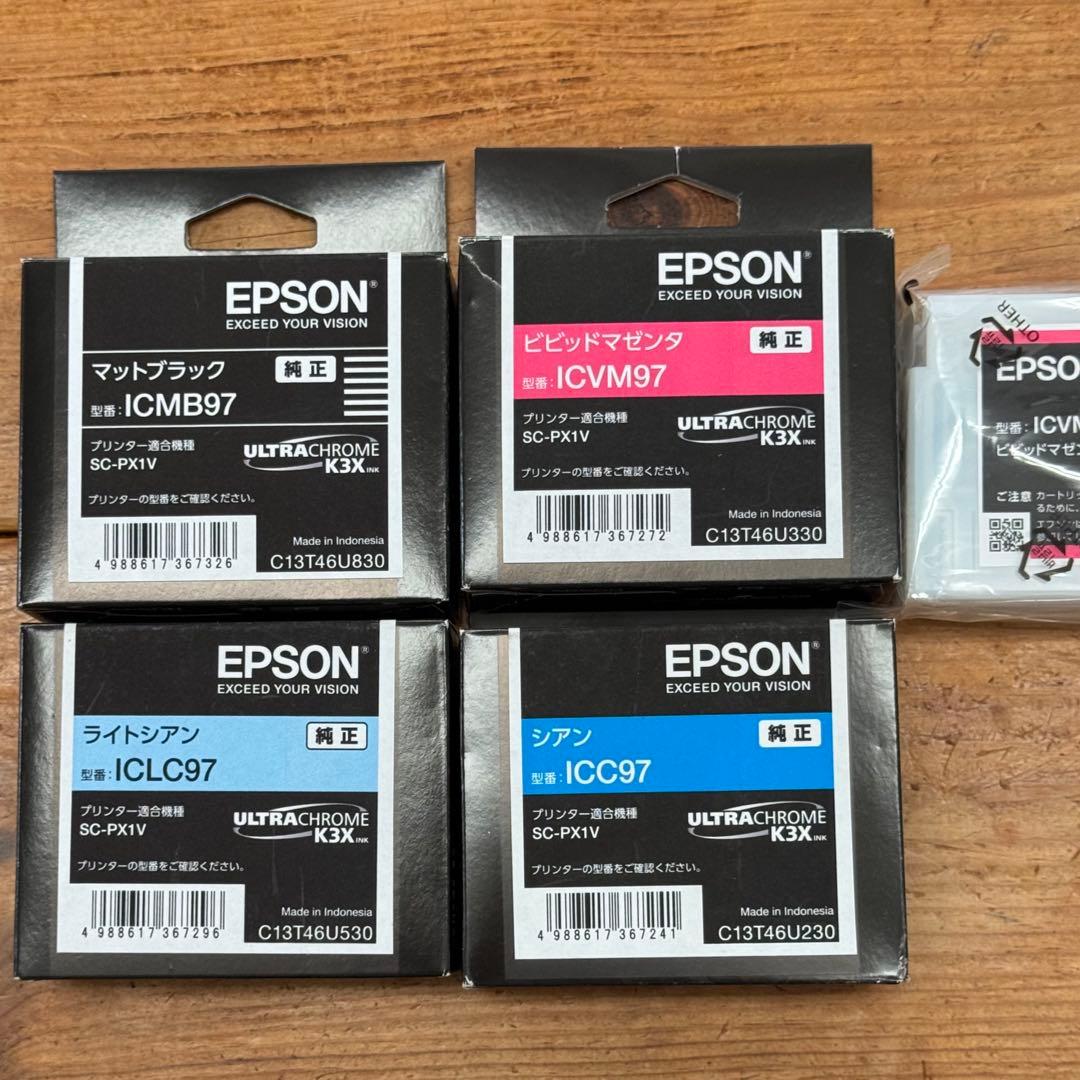 EPSON®
EXCEED YOUR VISION
マットブラック 純正
型番: ICMB97
プリンター適合機種
SC-PX1V
ULTRACHROME
K3X INK
プリンターの型番をご確認ください。
4 988617 367326
Made in Indonesia
C13T46U830
EPSON®
EXCEED YOUR VISION
ビビッドマゼンタ 純正
型番: ICVM97
プリンター適合機種
SC-PX1V
ULTRACHROME
K3X INK
プリンターの型番をご確認ください。
4 988617 367272
Made in Indonesia
C13T46U330
OTHER
EPSO
型番: ICVM
ビビッドマゼン
ご注意 カートリッ
るために、
EPSON®
EXCEED YOUR VISION
ライトシアン 純正
型番: ICLC97
プリンター適合機種
SC-PX1V
ULTRACHROME
K3X INK
プリンターの型番をご確認ください。
4 988617 367296
Made in Indonesia
C13T46U530
EPSON®
EXCEED YOUR VISION
シアン 純正
型番: ICC97
プリンター適合機種
SC-PX1V
ULTRACHROME
K3X INK
プリンターの型番をご確認ください。
4 988617 367241
Made in Indonesia
C13T46U230